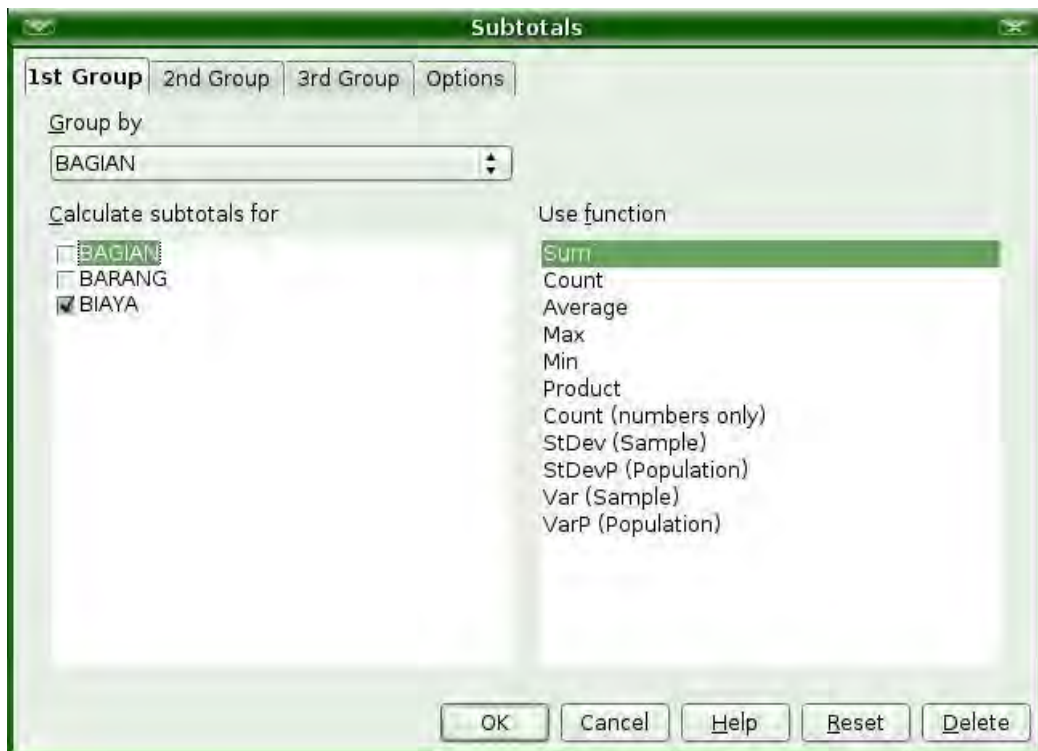 Subtotals
1st Group 2nd Group 3rd Group Options
Group by
BAGIAN
Calculate subtotals for
BAGIAN
BARANG
BIAYA
Use function
Sum
Count
Average
Max
Min
Product
Count (numbers only)
StDev (Sample)
StDevP (Population)
Var (Sample)
VarP (Population)
OK Cancel Help Reset Delete